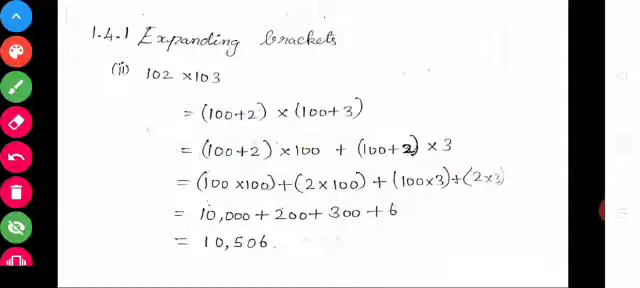 1.4.1 Expanding brackets
(ii) 102 × 103
= (100+2) × (100+3)
= (100+2) × 100 + (100+2) × 3
= (100 × 100) + (2 × 100) + (100 × 3) + (2 × 3)
= 10,000 + 200 + 300 + 6
= 10,506.